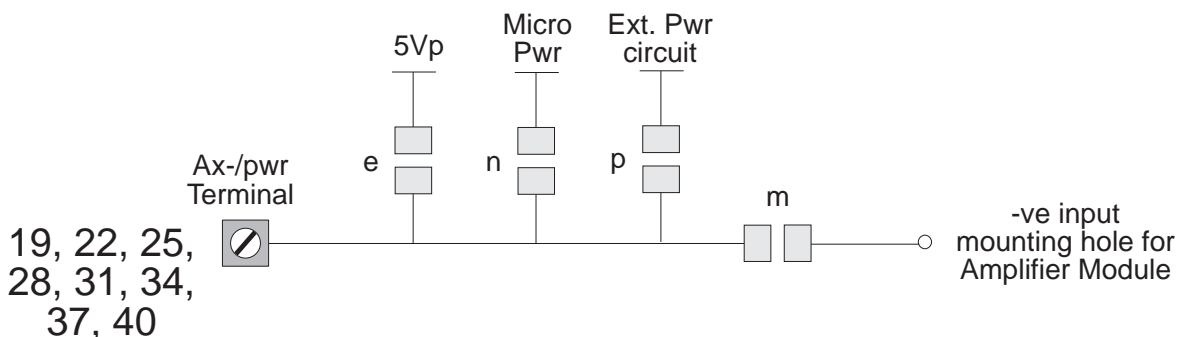 5Vp
Micro
Pwr
Ext. Pwr
circuit
e
n
p
Ax-/pwr
Terminal
m
19, 22, 25,
28, 31, 34,
37, 40
-ve input
mounting hole for
Amplifier Module